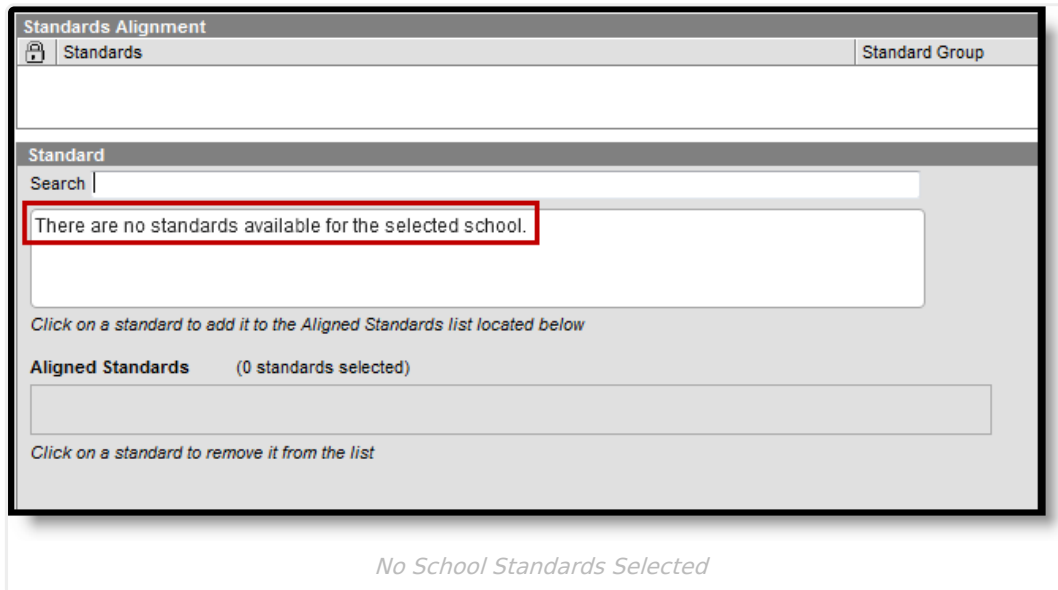 Standards Alignment
Standards Standard Group
Standard
Search
There are no standards available for the selected school.
Click on a standard to add it to the Aligned Standards list located below
Aligned Standards (0 standards selected)
Click on a standard to remove it from the list
No School Standards Selected